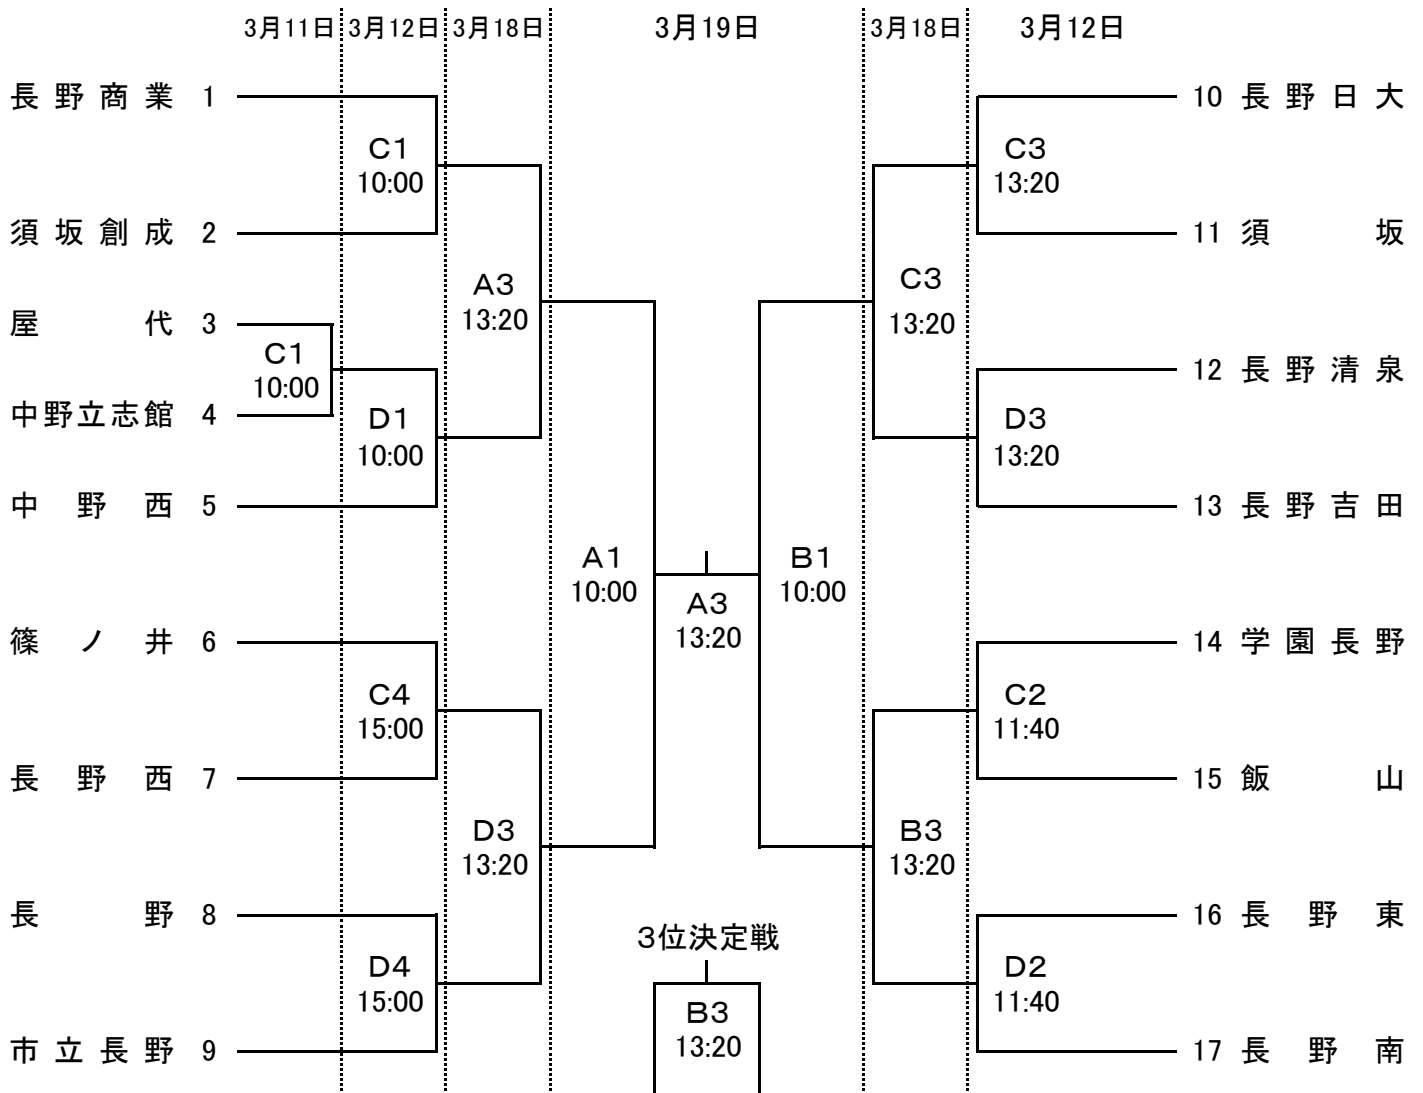 3月11日 3月12日 3月18日 3月19日 3月18日 3月12日
長野商業 1
C1
10:00
須坂創成 2
屋代 3
C1
10:00
中野立志館 4
D1
10:00
中野西 5
A3
13:20
篠ノ井 6
C4
15:00
長野西 7
長野 8
D4
15:00
市立長野 9
D3
13:20
A1
10:00
A3
13:20
B1
10:00
3位決定戦
B3
13:20
C3
13:20
B3
13:20
10 長野日大
C3
13:20
11 須坂
12 長野清泉
D3
13:20
13 長野吉田
14 学園長野
C2
11:40
15 飯山
16 長野東
D2
11:40
17 長野南